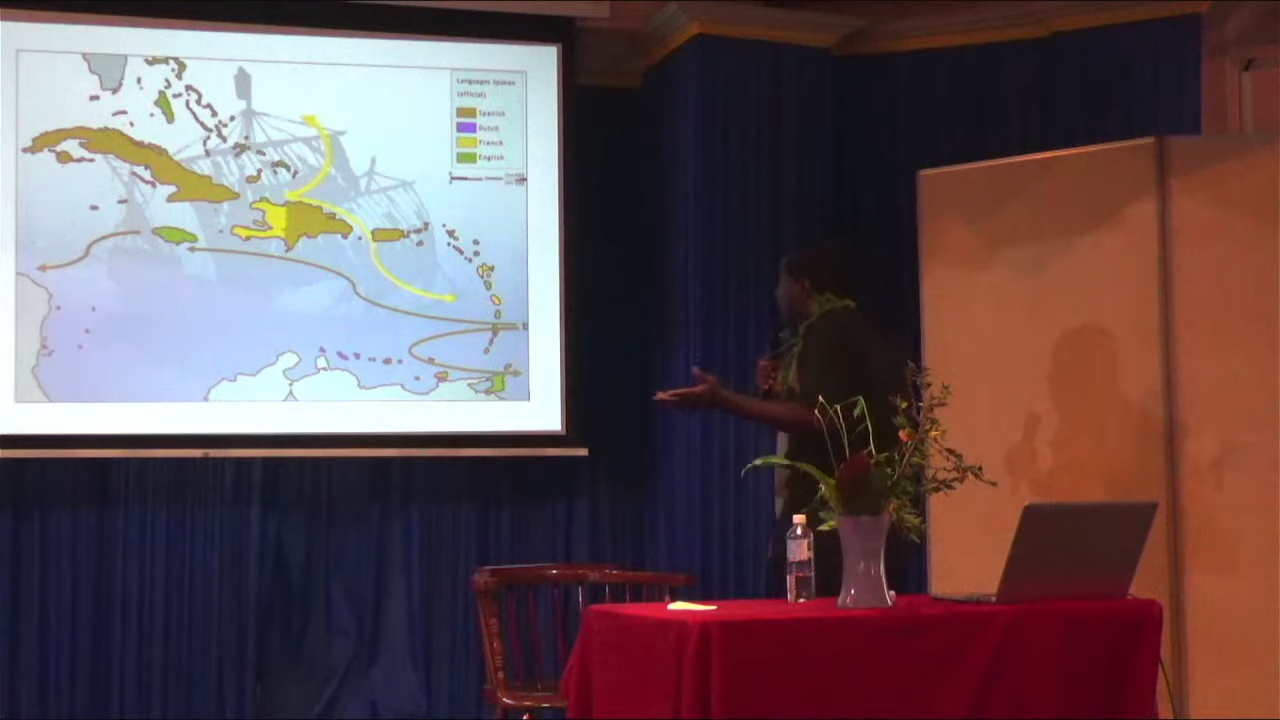 Languages Spoken
(official)
Spanish
Dutch
French
English